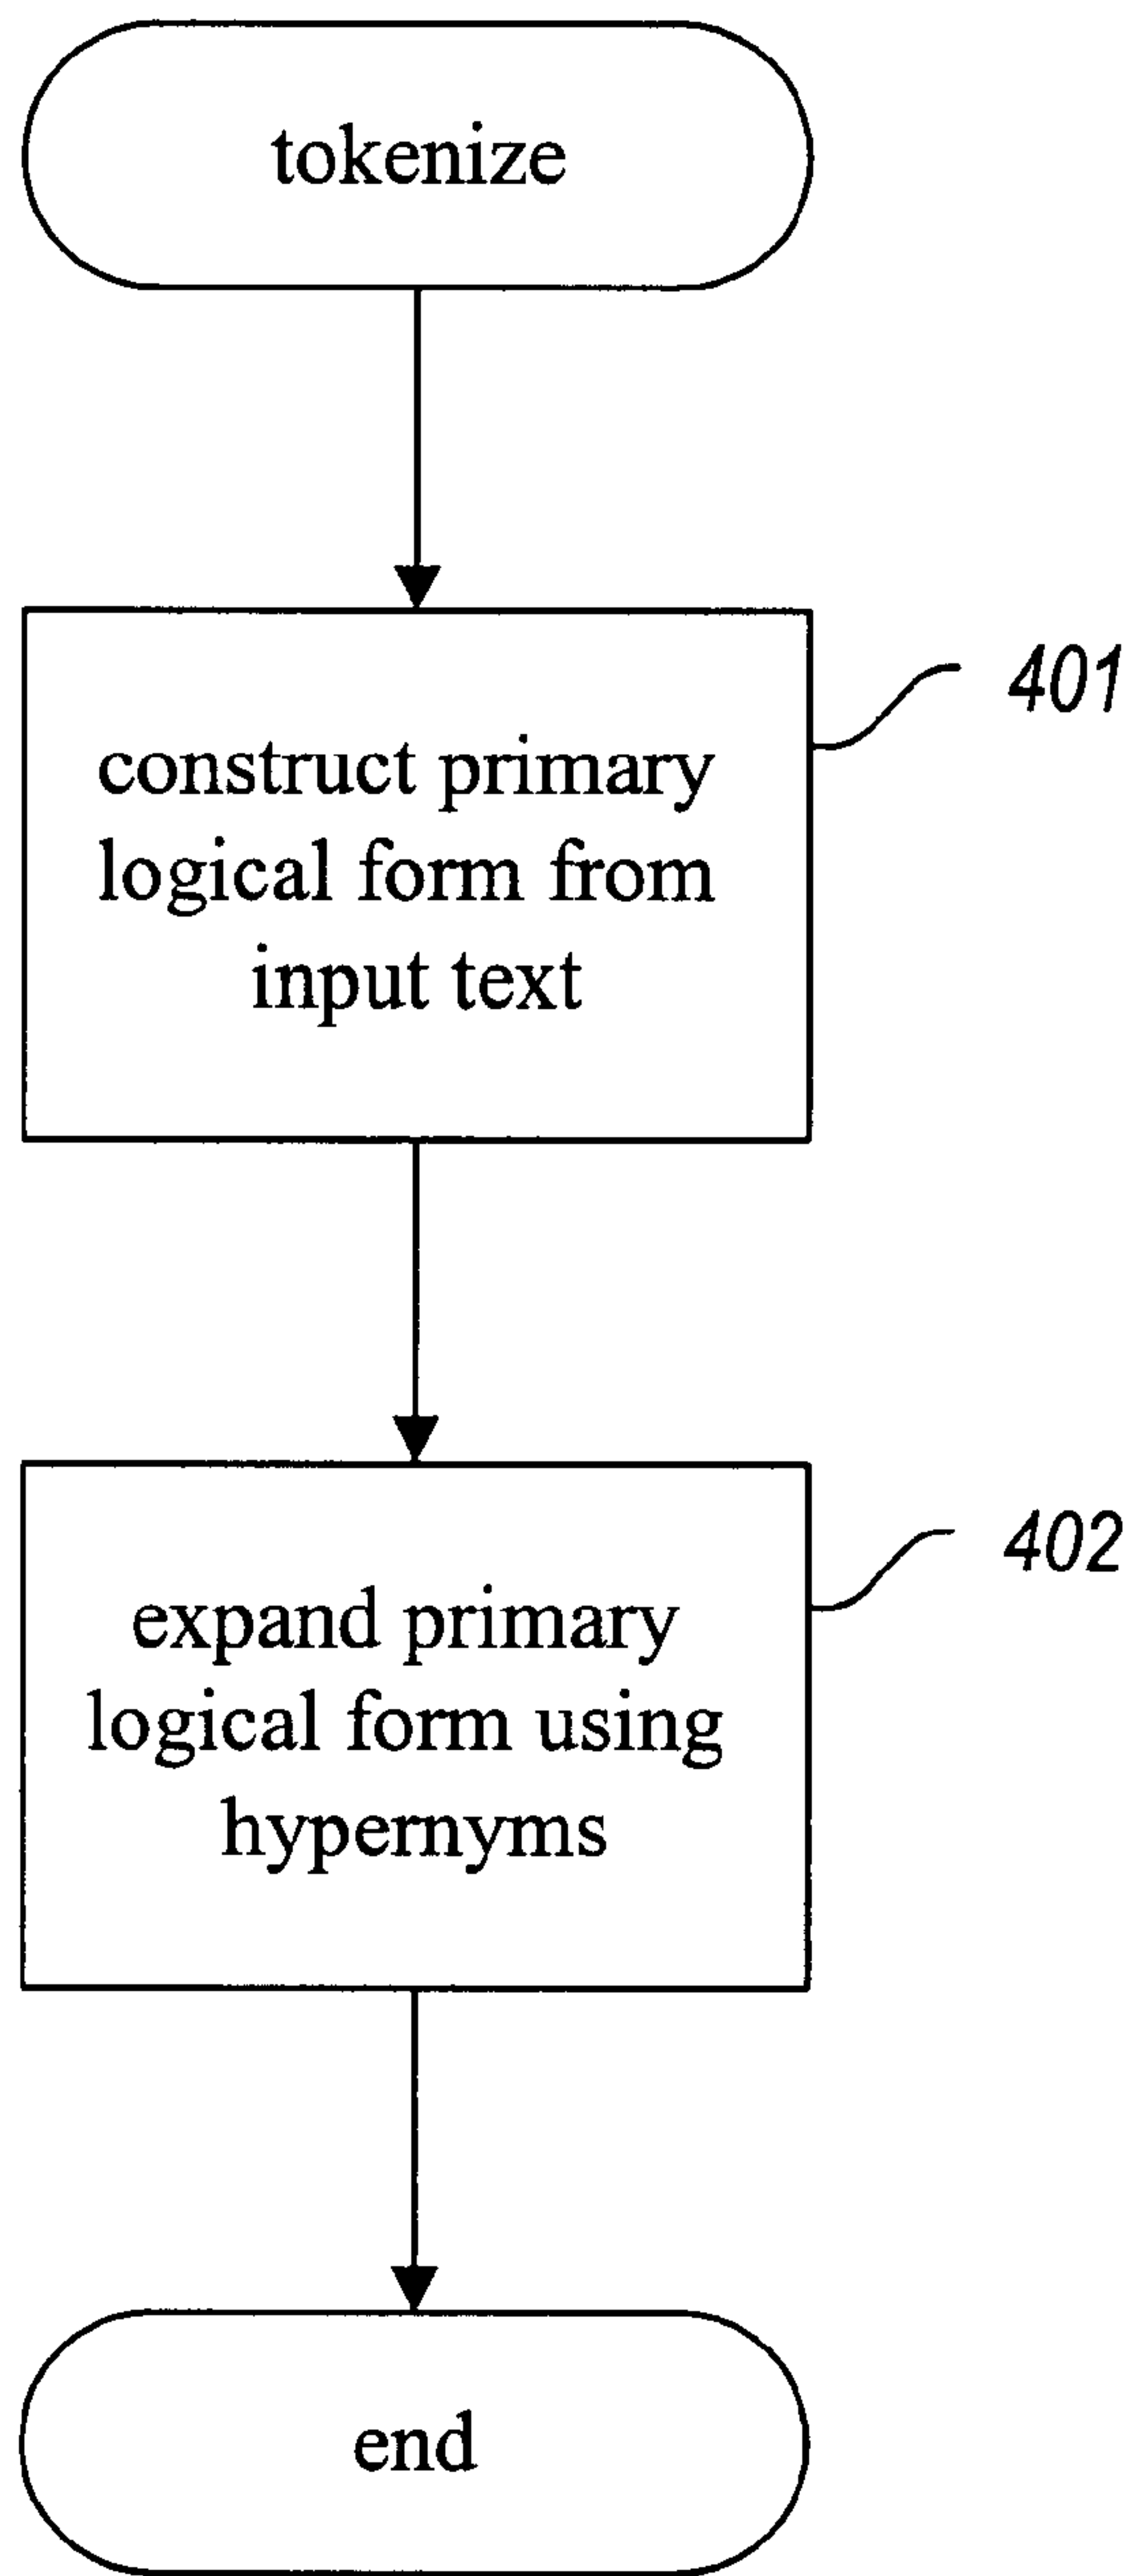 tokenize
401
construct primary
logical form from
input text
402
expand primary
logical form using
hypernyms
end